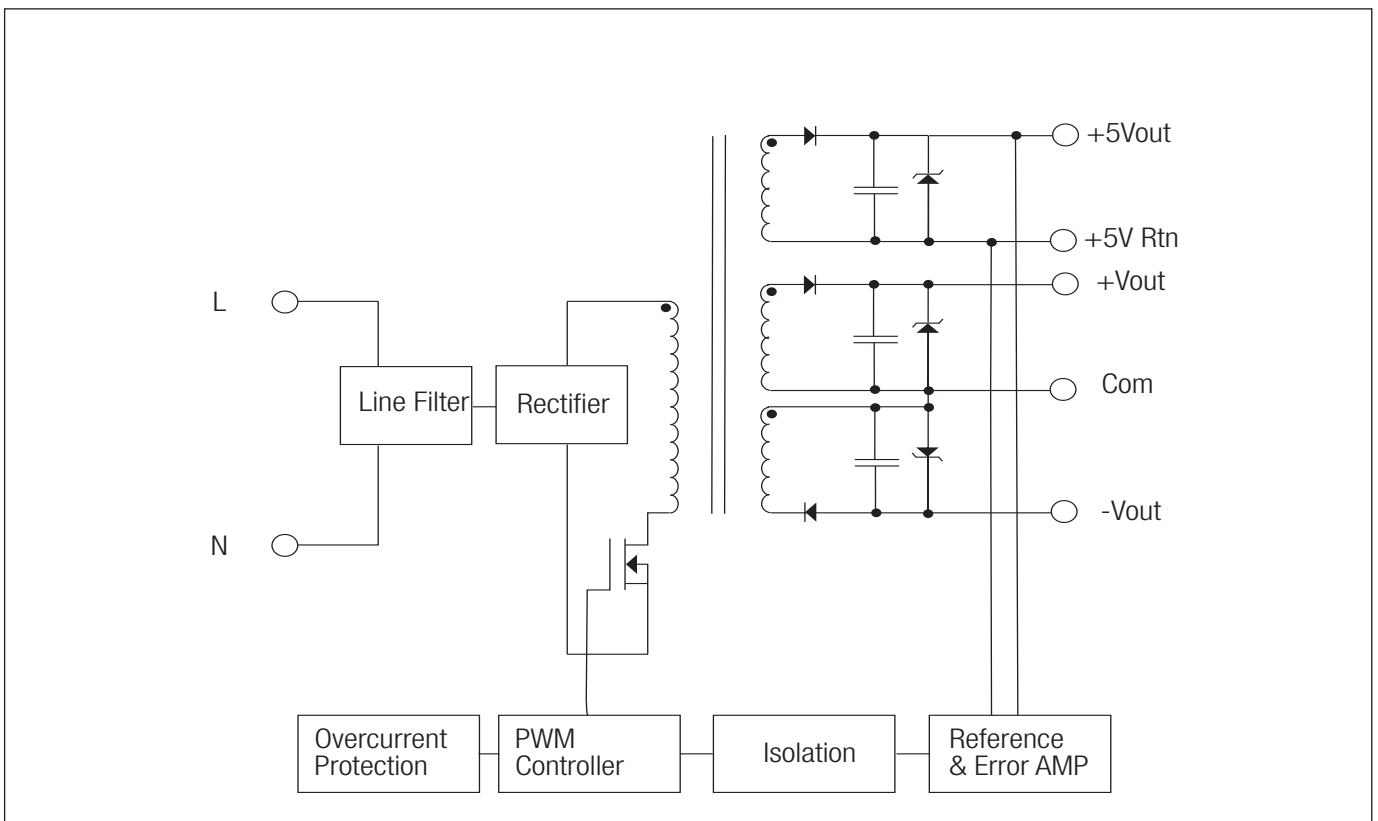 +5Vout
+5V Rtn
+Vout
L
Com
Line Filter
Rectifier
-Vout
N
Overcurrent
Protection
PWM
Controller
Isolation
Reference
& Error AMP